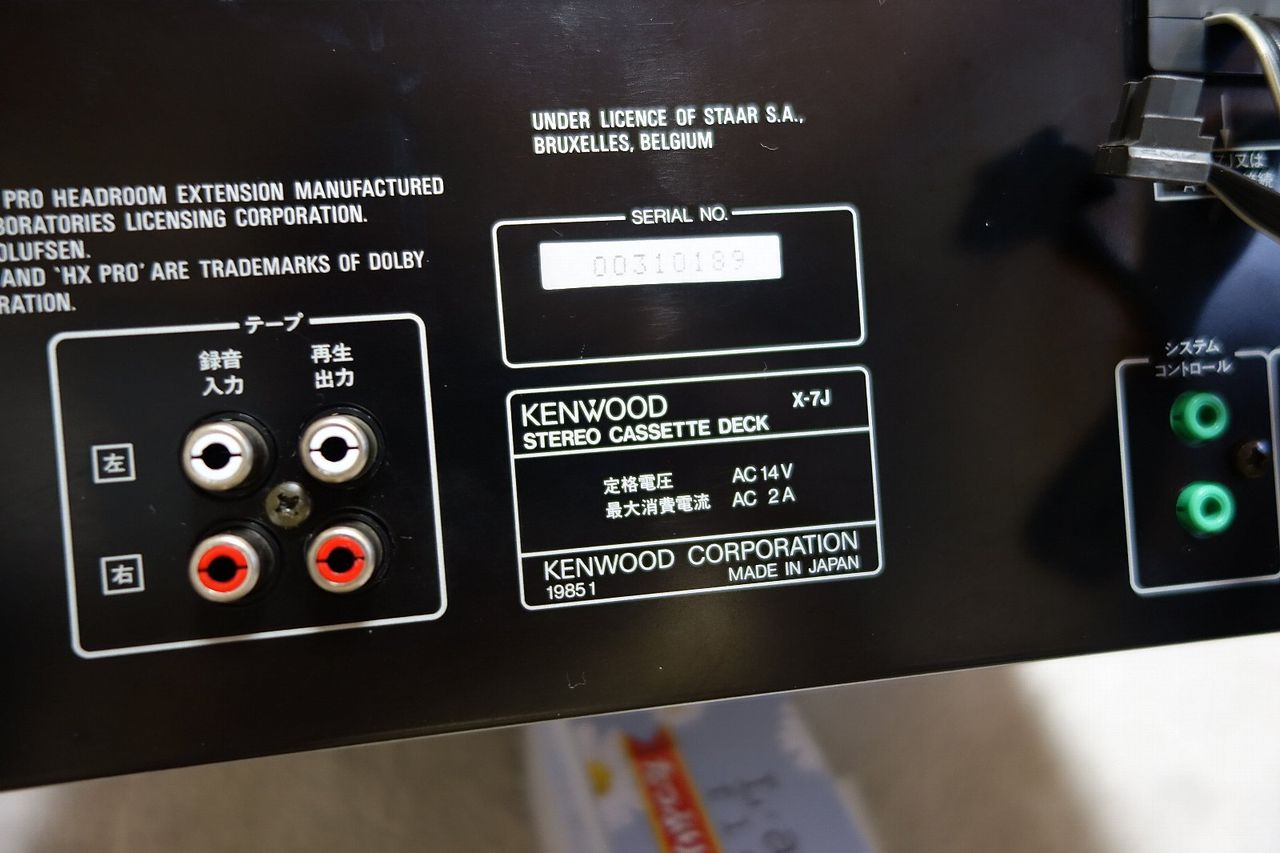 UNDER LICENCE OF STAAR S.A.,
BRUXELLES, BELGIUM
PRO HEADROOM EXTENSION MANUFACTURED
BORATORIES LICENSING CORPORATION.
OLUFSEN.
AND 'HX PRO' ARE TRADEMARKS OF DOLBY
RATION.
SERIAL NO.
00310189
テープ
録音
入力
再生
出力
左
右
KENWOOD X-7J
STEREO CASSETTE DECK
定格電圧 AC 14 V
最大消費電流 AC 2 A
KENWOOD CORPORATION
19851 MADE IN JAPAN
システム
コントロール
J又は